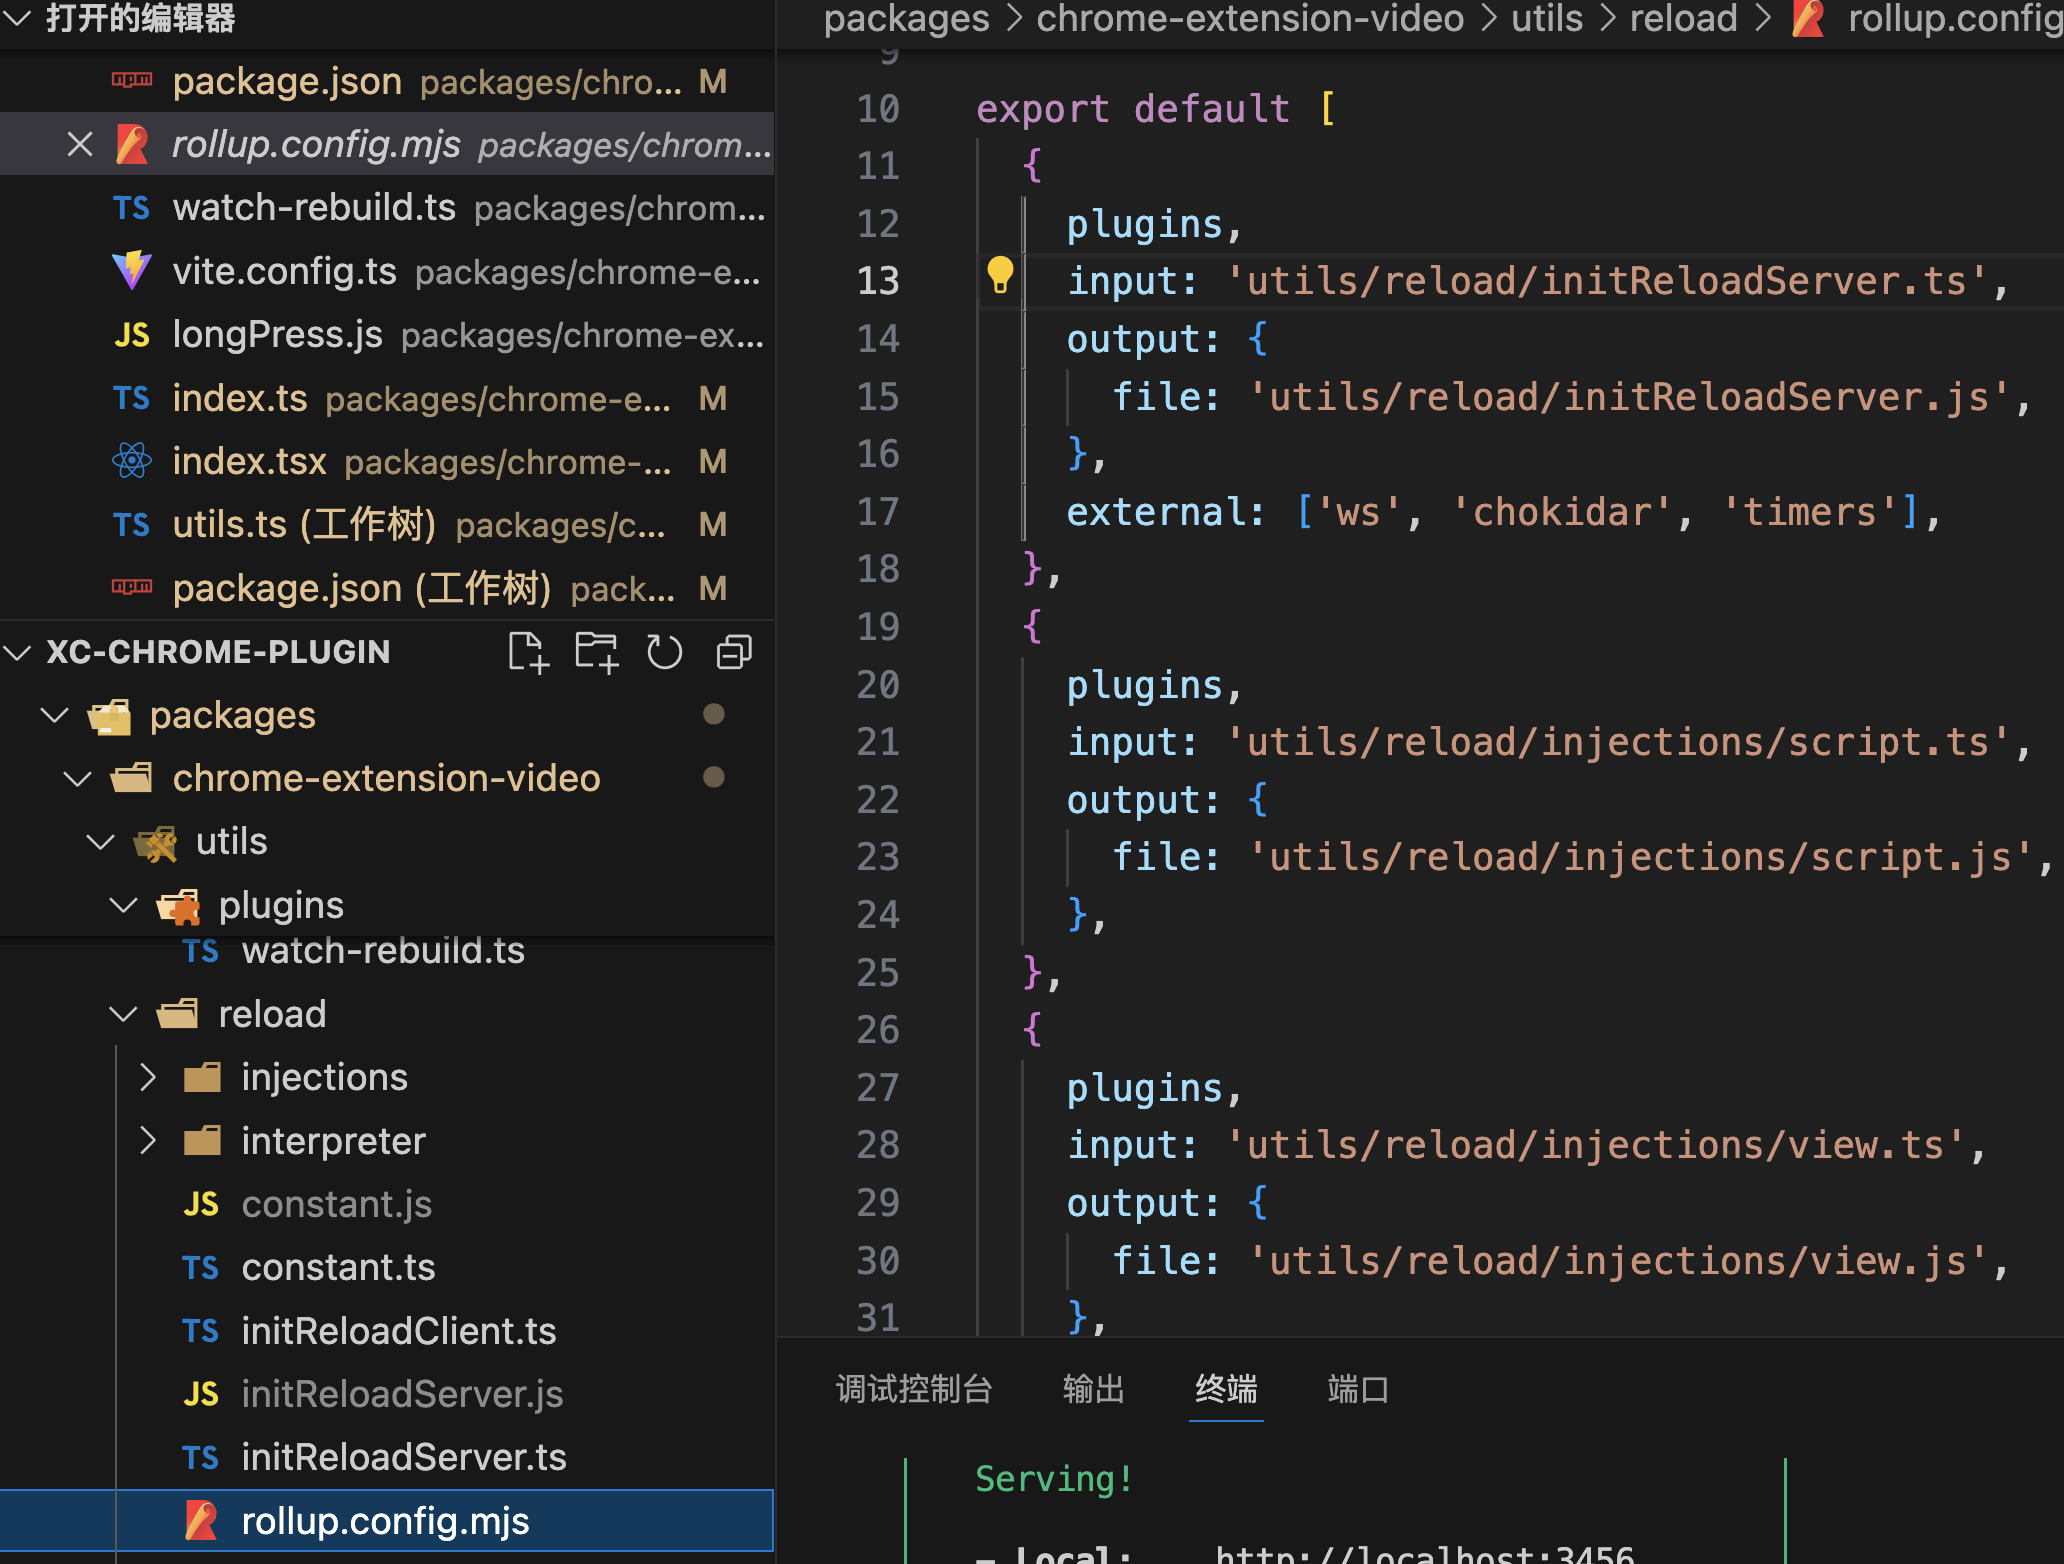 打开的编辑器
package.json packages/chro... M
rollup.config.mjs packages/chrom...
TS watch-rebuild.ts packages/chrom...
vite.config.ts packages/chrome-e...
JS longPress.js packages/chrome-ex...
TS index.ts packages/chrome-e... M
index.tsx packages/chrome-... M
TS utils.ts (工作树) packages/c... M
package.json (工作树) pack... M
XC-CHROME-PLUGIN
packages
chrome-extension-video
utils
plugins
TS watch-rebuild.ts
reload
injections
interpreter
JS constant.js
TS constant.ts
TS initReloadClient.ts
JS initReloadServer.js
TS initReloadServer.ts
rollup.config.mjs
packages > chrome-extension-video > utils > reload > rollup.config
9
10 export default [
11 {
12 plugins,
13 input: 'utils/reload/initReloadServer.ts',
14 output: {
15 file: 'utils/reload/initReloadServer.js',
16 },
17 external: ['ws', 'chokidar', 'timers'],
18 },
19 {
20 plugins,
21 input: 'utils/reload/injections/script.ts',
22 output: {
23 file: 'utils/reload/injections/script.js',
24 },
25 },
26 {
27 plugins,
28 input: 'utils/reload/injections/view.ts',
29 output: {
30 file: 'utils/reload/injections/view.js',
31 },
调试控制台 输出 终端 端口
Serving!
- Local: http://localhost:3456